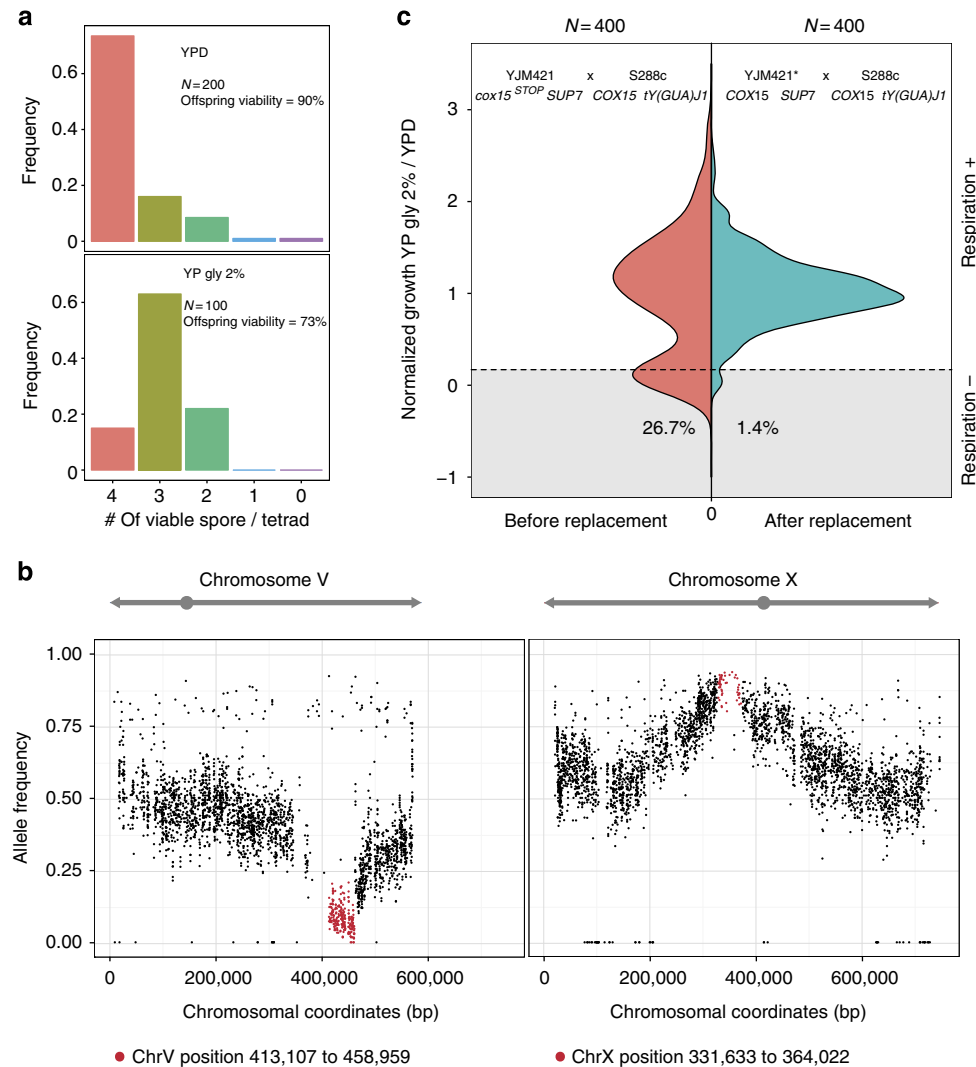 a
YPD
N=200
Offspring viability = 90%
Frequency
0.6
0.4
0.2
0
YP gly 2%
N=100
Offspring viability = 73%
Frequency
0.6
0.4
0.2
0
4 3 2 1 0
# Of viable spore / tetrad
c
N=400 N=400
YJM421 x S288c
cox15 STOP SUP7 COX15 tY(GUA)J1
YJM421* x S288c
COX15 SUP7 COX15 tY(GUA)J1
Normalized growth YP gly 2% / YPD
3
2
1
0
−1
26.7% 1.4%
Respiration +
Respiration −
0
Before replacement After replacement
b
Chromosome V Chromosome X
Allele frequency
1.00
0.75
0.50
0.25
0.00
0 200,000 400,000 600,000 0 200,000 400,000 600,000
Chromosomal coordinates (bp) Chromosomal coordinates (bp)
ChrV position 413,107 to 458,959 ChrX position 331,633 to 364,022